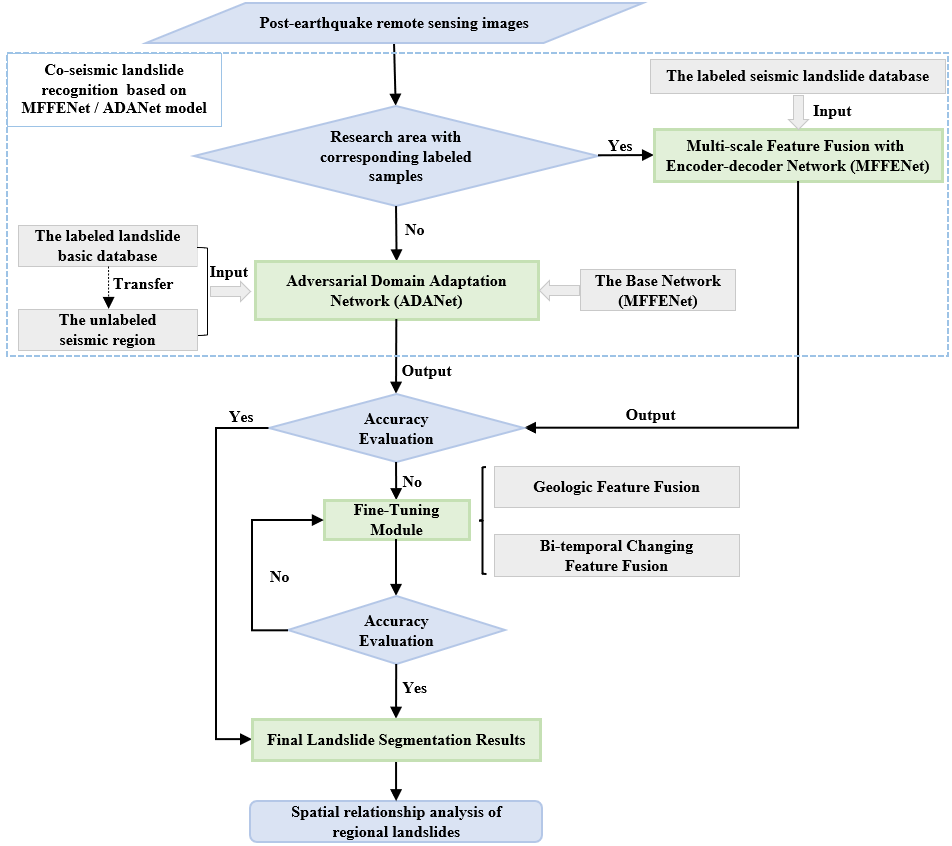 Post-earthquake remote sensing images
Co-seismic landslide
recognition based on
MFFENet / ADANet model
The labeled seismic landslide database
Input
Research area with
corresponding labeled
samples
Yes
Multi-scale Feature Fusion with
Encoder-decoder Network (MFFENet)
No
The labeled landslide
basic database
Transfer
The unlabeled
seismic region
Input
Adversarial Domain Adaptation
Network (ADANet)
The Base Network
(MFFENet)
Output
Yes
Accuracy
Evaluation
Output
No
Geologic Feature Fusion
Fine-Tuning
Module
Bi-temporal Changing
Feature Fusion
No
Accuracy
Evaluation
Yes
Final Landslide Segmentation Results
Spatial relationship analysis of
regional landslides